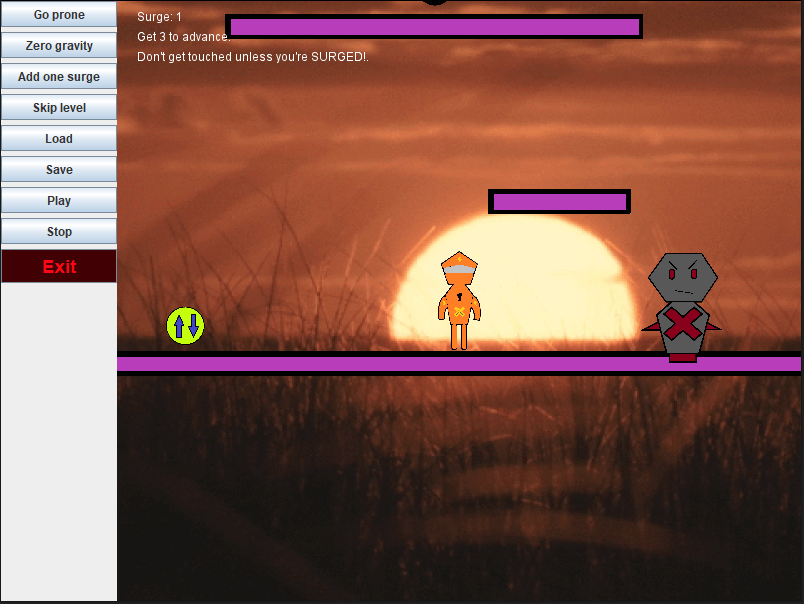 Go prone
Zero gravity
Add one surge
Skip level
Load
Save
Play
Stop
Exit
Surge: 1
Get 3 to advance.
Don't get touched unless you're SURGED!.